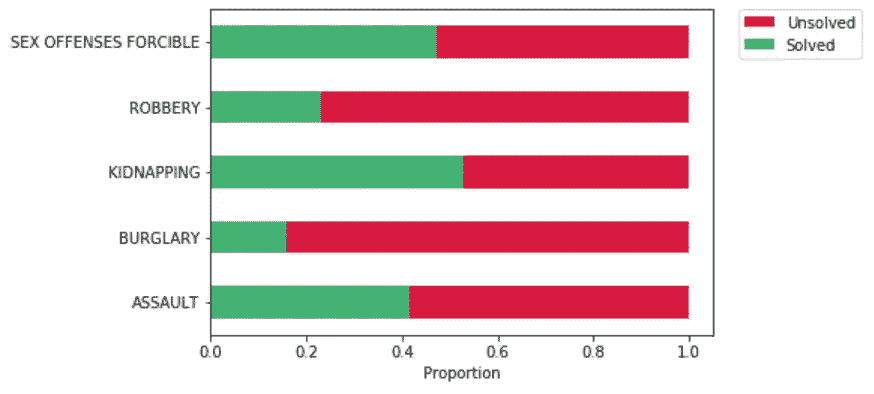 Unsolved
Solved
SEX OFFENSES FORCIBLE
ROBBERY
KIDNAPPING
BURGLARY
ASSAULT
0.0 0.2 0.4 0.6 0.8 1.0
Proportion